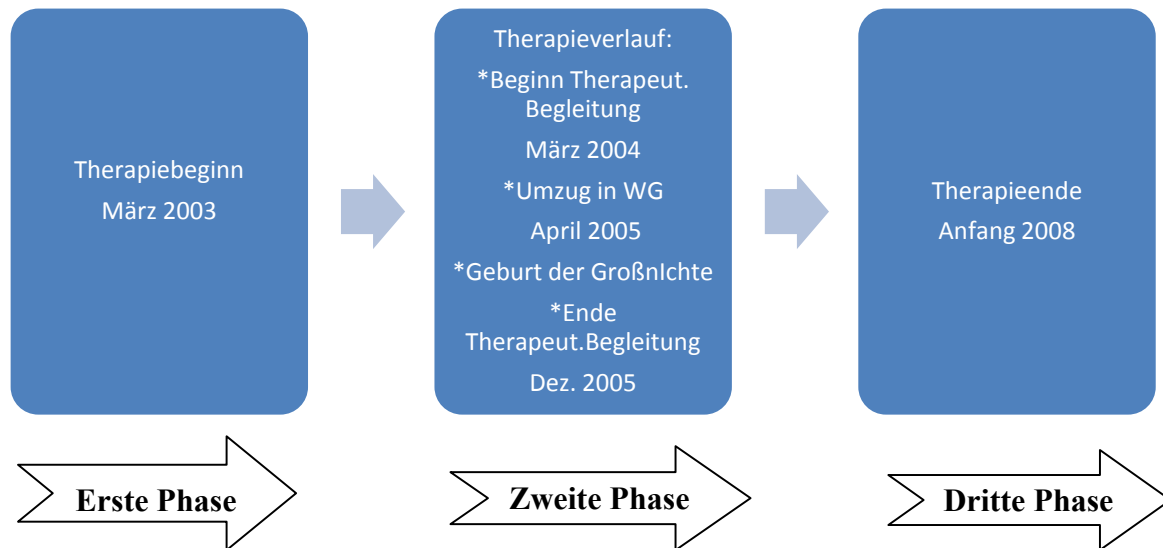 Therapiebeginn
März 2003
Therapieverlauf:
*Beginn Therapeut.
Begleitung
März 2004
*Umzug in WG
April 2005
*Geburt der GroßnIchte
*Ende
Therapeut.Begleitung
Dez. 2005
Therapieende
Anfang 2008
Erste Phase
Zweite Phase
Dritte Phase